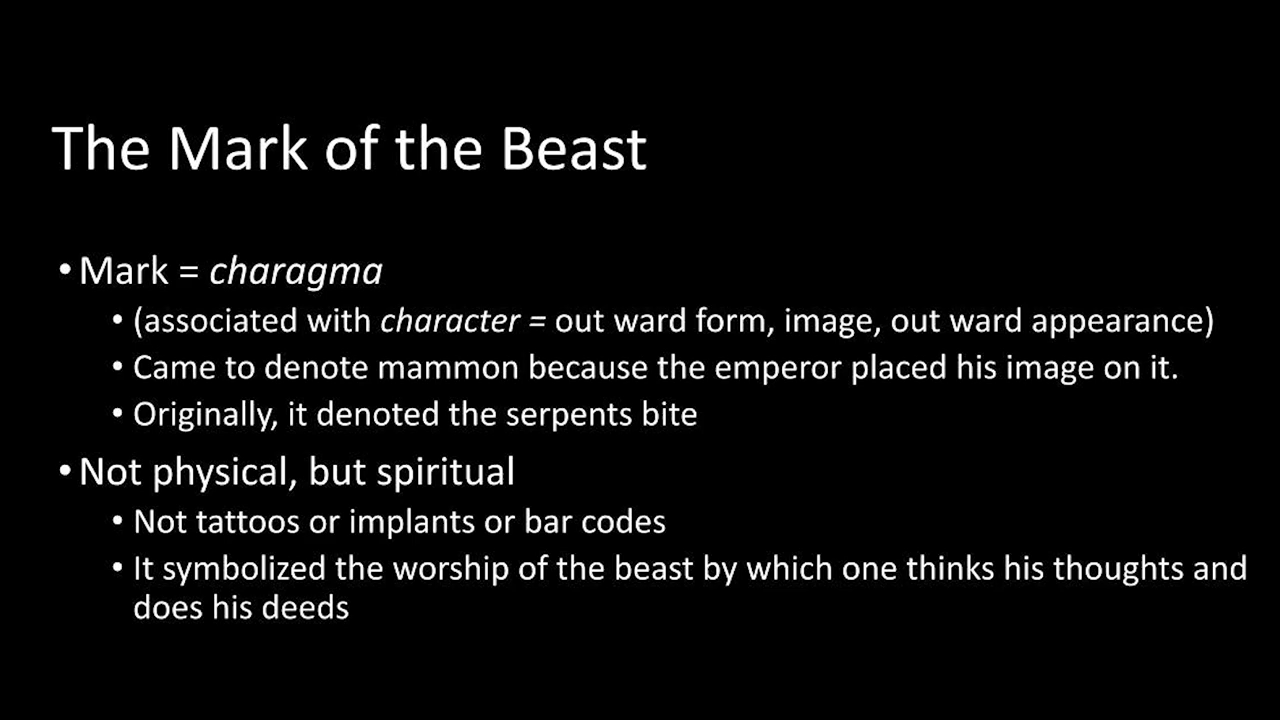 The Mark of the Beast
• Mark = charagma
• (associated with character = out ward form, image, out ward appearance)
• Came to denote mammon because the emperor placed his image on it.
• Originally, it denoted the serpents bite
• Not physical, but spiritual
• Not tattoos or implants or bar codes
• It symbolized the worship of the beast by which one thinks his thoughts and
does his deeds